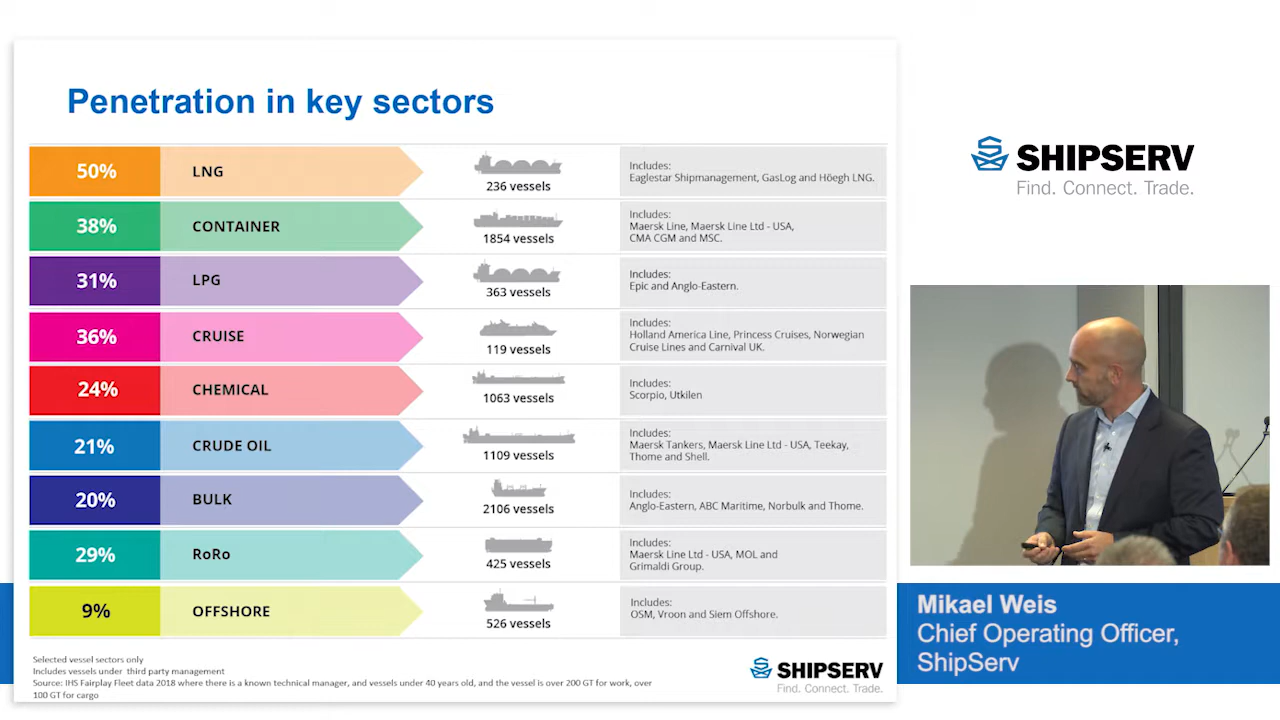 Penetration in key sectors
50%
LNG
236 vessels
Includes:
Eaglestar Shipmanagement, GasLog and Höegh LNG.
38%
CONTAINER
1854 vessels
Includes:
Maersk Line, Maersk Line Ltd - USA,
CMA CGM and MSC.
31%
LPG
363 vessels
Includes:
Epic and Anglo-Eastern.
36%
CRUISE
119 vessels
Includes:
Holland America Line, Princess Cruises, Norwegian
Cruise Lines and Carnival UK.
24%
CHEMICAL
1063 vessels
Includes:
Scorpio, Utkilen
21%
CRUDE OIL
1109 vessels
Includes:
Maersk Tankers, Maersk Line Ltd - USA, Teekay,
Thome and Shell.
20%
BULK
2106 vessels
Includes:
Anglo-Eastern, ABC Maritime, Norbulk and Thome.
29%
RoRo
425 vessels
Includes:
Maersk Line Ltd - USA, MOL and
Grimaldi Group.
9%
OFFSHORE
526 vessels
Includes:
OSM, Vroon and Siem Offshore.
Selected vessel sectors only
Includes vessels under third party management
Source: IHS Fairplay Fleet data 2018 where there is a known technical manager, and vessels under 40 years old, and the vessel is over 200 GT for work, over
100 GT for cargo
SHIPSERV
Find. Connect. Trade.
SHIPSERV
Find. Connect. Trade.
Mikael Weis
Chief Operating Officer,
ShipServ